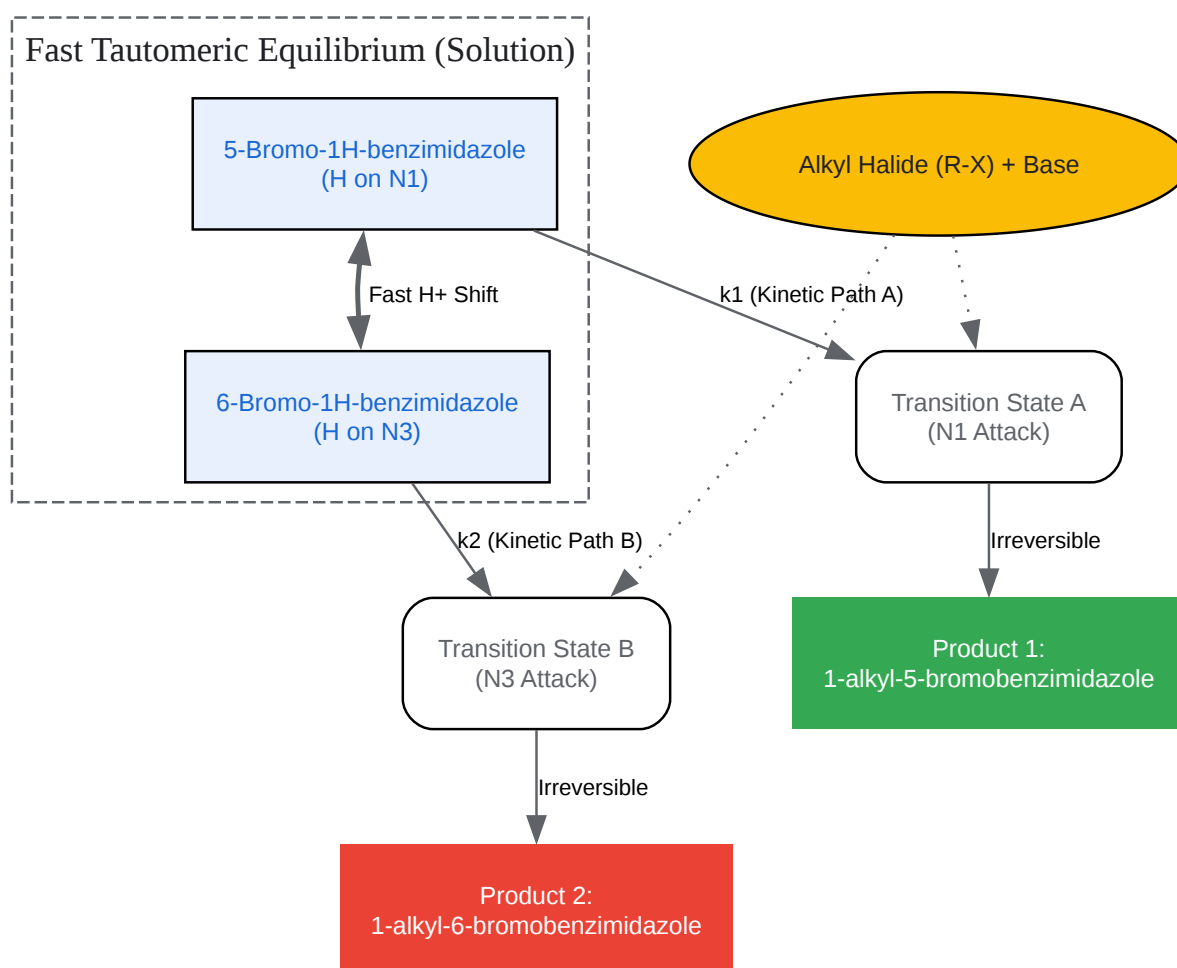 Fast Tautomeric Equilibrium (Solution)
5-Bromo-1H-benzimidazole
(H on N1)
Alkyl Halide (R-X) + Base
Fast H+ Shift
k1 (Kinetic Path A)
6-Bromo-1H-benzimidazole
(H on N3)
Transition State A
(N1 Attack)
k2 (Kinetic Path B)
Irreversible
Transition State B
(N3 Attack)
Product 1:
1-alkyl-5-bromobenzimidazole
Irreversible
Product 2:
1-alkyl-6-bromobenzimidazole